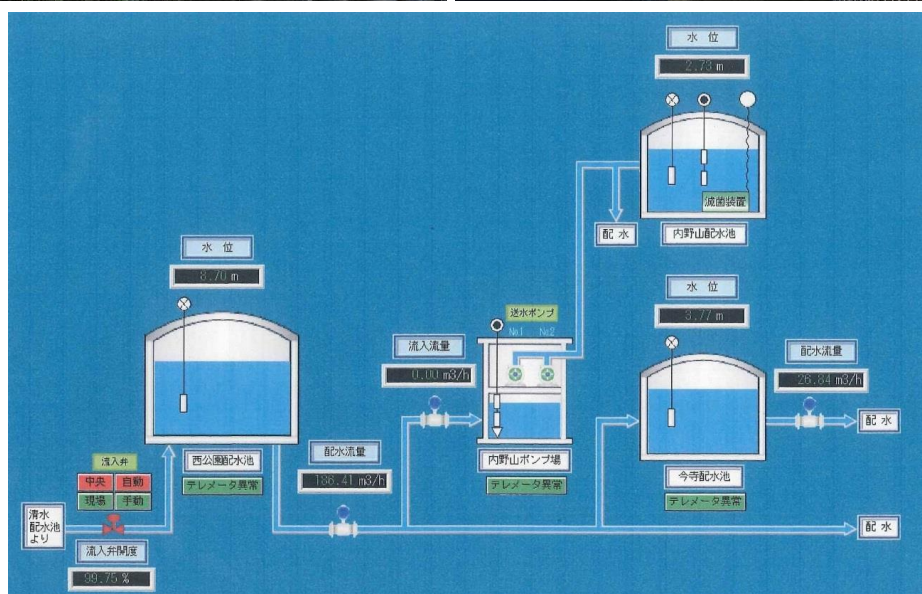 水 位
2.73 m
滅菌装置
配 水
内野山配水池
水 位
8.70 m
送水ポンプ
No1 No2
水 位
3.77 m
流入流量
0.00 m3/h
配水流量
26.84 m3/h
配 水
流入弁
西公園配水池
配水流量
内野山ポンプ場
今寺配水池
中央 自動
テレメータ異常
186.41 m3/h
テレメータ異常
テレメータ異常
現場 手動
清水
配水池
より
配 水
流入弁開度
99.75 %